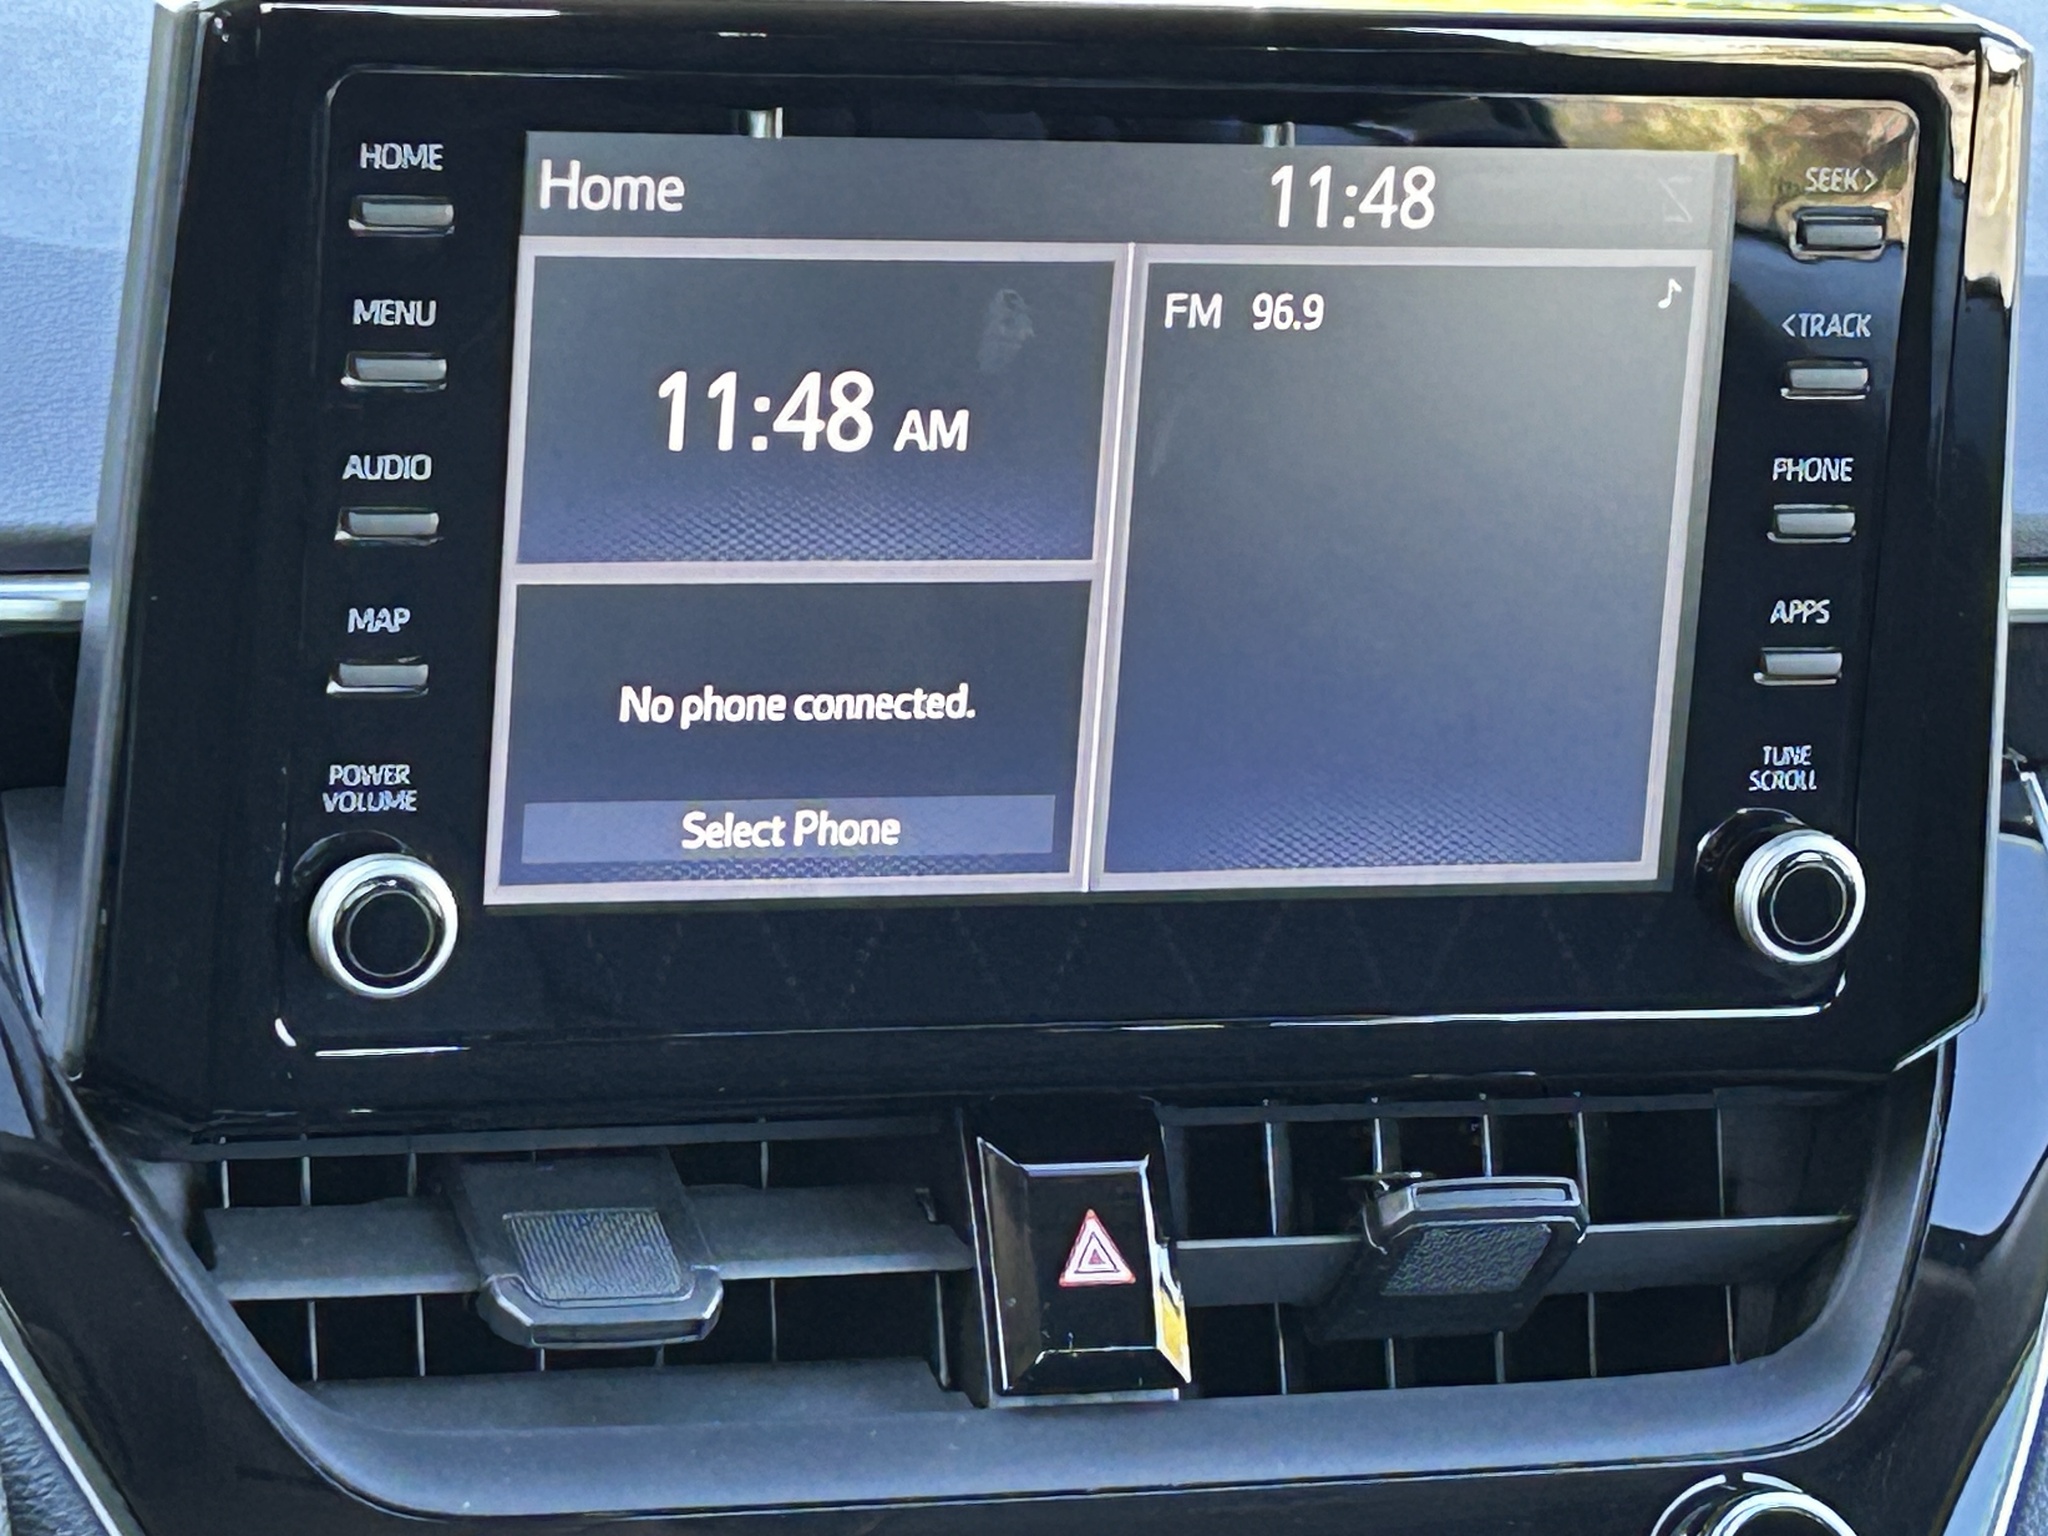 HOME
MENU
AUDIO
MAP
POWER
VOLUME
Home 11:48
11:48 AM
No phone connected.
Select Phone
FM 96.9
SEEK>
<TRACK
PHONE
APPS
TUNE
SCROLL